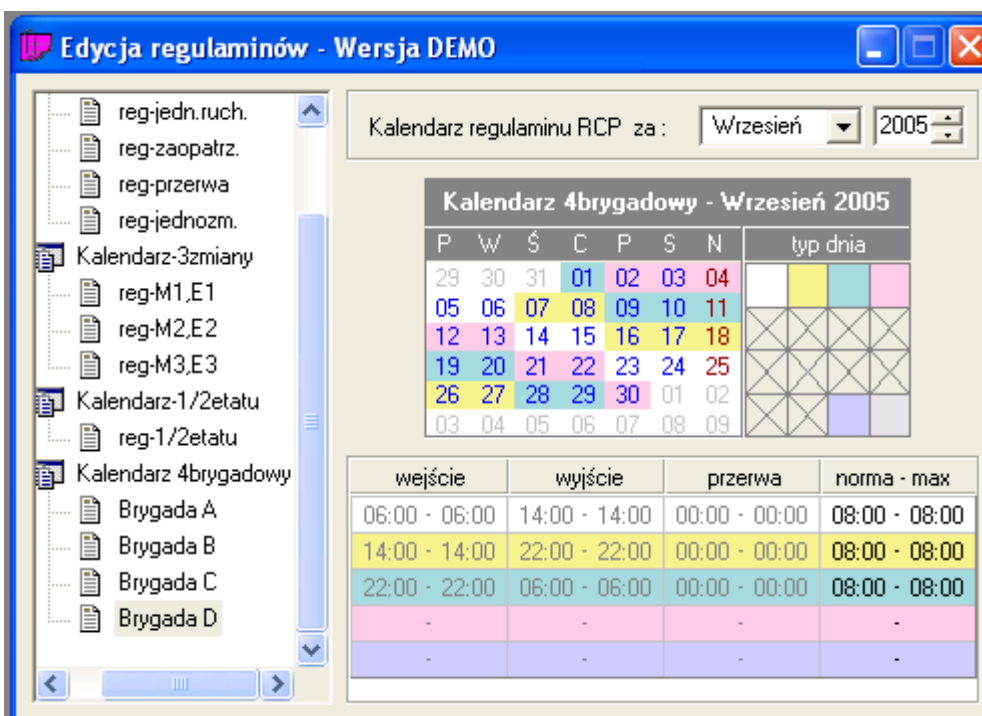 Edycja regulaminów - Wersja DEMO
reg-jedn.ruch.
reg-zaopatrz.
reg-przerwa
reg-jednozm.
Kalendarz-3zmiany
reg-M1,E1
reg-M2,E2
reg-M3,E3
Kalendarz-1/2etatu
reg-1/2etatu
Kalendarz 4brygadowy
Brygada A
Brygada B
Brygada C
Brygada D
Kalendarz regulaminu RCP za : Wrzesień 2005
Kalendarz 4brygadowy - Wrzesień 2005
P W Ś C P S N typ dnia
29 30 31 01 02 03 04
05 06 07 08 09 10 11
12 13 14 15 16 17 18
19 20 21 22 23 24 25
26 27 28 29 30 01 02
03 04 05 06 07 08 09
wejście wyjście przerwa norma - max
06:00 - 06:00 14:00 - 14:00 00:00 - 00:00 08:00 - 08:00
14:00 - 14:00 22:00 - 22:00 00:00 - 00:00 08:00 - 08:00
22:00 - 22:00 06:00 - 06:00 00:00 - 00:00 08:00 - 08:00
- - - -
- - - -